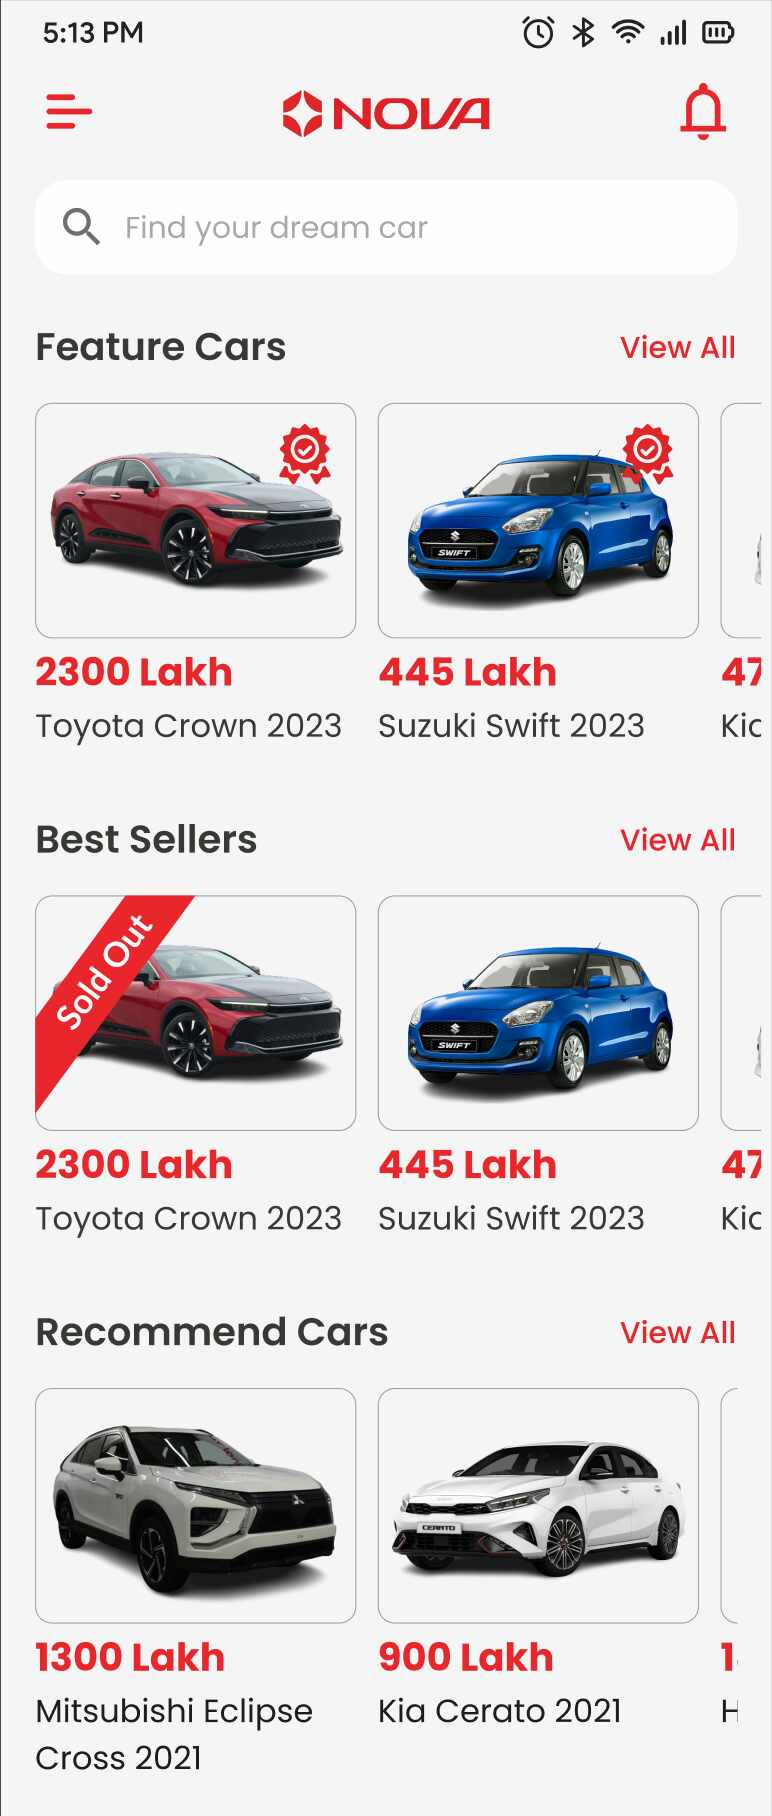 5:13 PM
NOVA
Find your dream car
Feature Cars
View All
SWIFT
2300 Lakh
445 Lakh
47
Toyota Crown 2023
Suzuki Swift 2023
Kic
Best Sellers
View All
Sold Out
SWIFT
2300 Lakh
445 Lakh
47
Toyota Crown 2023
Suzuki Swift 2023
Kic
Recommend Cars
View All
CERATO
1300 Lakh
900 Lakh
1
Mitsubishi Eclipse
Cross 2021
Kia Cerato 2021
H